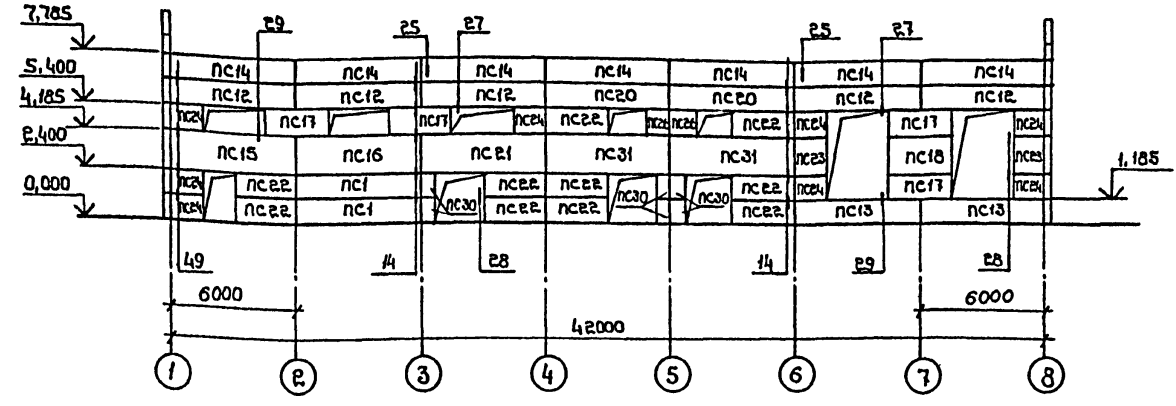 7,785 29 25 27 25 27
5,400 ПС14 ПС14 ПС14 ПС14 ПС14 ПС14 ПС14
4,185 ПС12 ПС12 ПС12 ПС20 ПС20 ПС12 ПС12
2,400 ПС24 ПС17 ПС17 ПС24 ПС22 ПС26 ПС26 ПС22 ПС24 ПС17 ПС24
ПС15 ПС16 ПС21 ПС31 ПС31 ПС23 ПС18 ПС23 1,185
0,000 ПС24 ПС22 ПС1 ПС22 ПС22 ПС22 ПС24 ПС17 ПС24
ПС24 ПС22 ПС1 ПС30 ПС22 ПС22 ПС30 ПС30 ПС22 ПС13 ПС13
49 14 28 14 29 28
6000 6000
42000
1 2 3 4 5 6 7 8